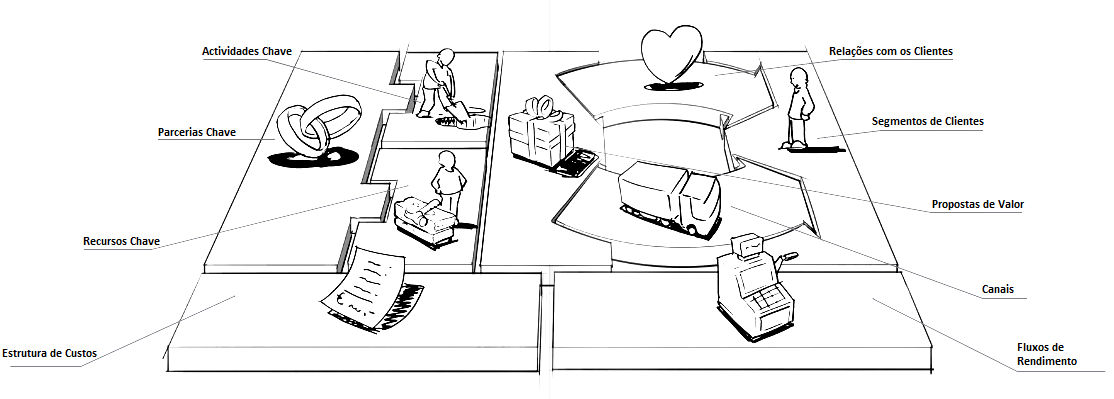 Actividades Chave
Relações com os Clientes
Segmentos de Clientes
Parcerias Chave
Propostas de Valor
Recursos Chave
Canais
Estrutura de Custos
Fluxos de
Rendimento